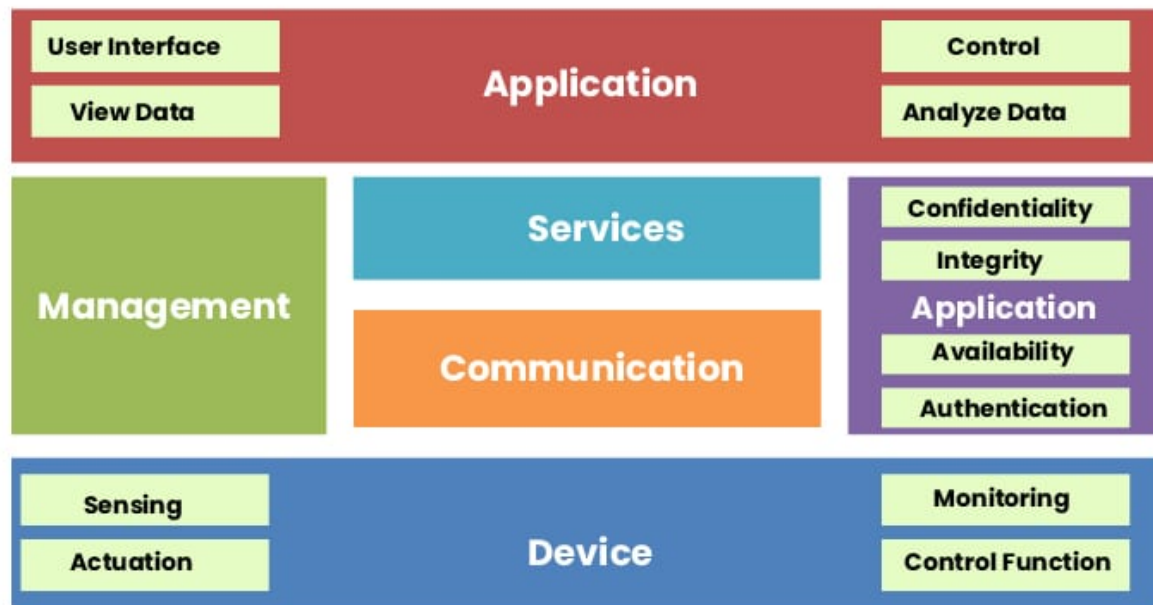 User Interface
View Data
Application
Control
Analyze Data
Management
Services
Communication
Confidentiality
Integrity
Application
Availability
Authentication
Sensing
Actuation
Device
Monitoring
Control Function